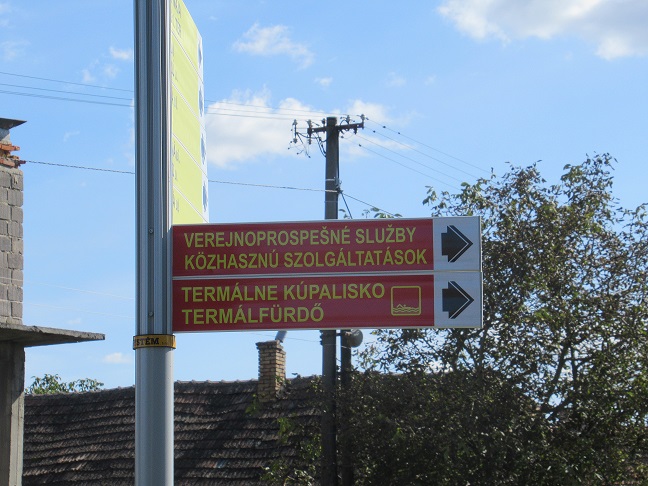 VEREJNOPROSPEŠNÉ SLUŽBY
KÖZHASZNÚ SZOLGÁLTATÁSOK
TERMÁLNE KÚPALISKO
TERMÁLFÜRDŐ